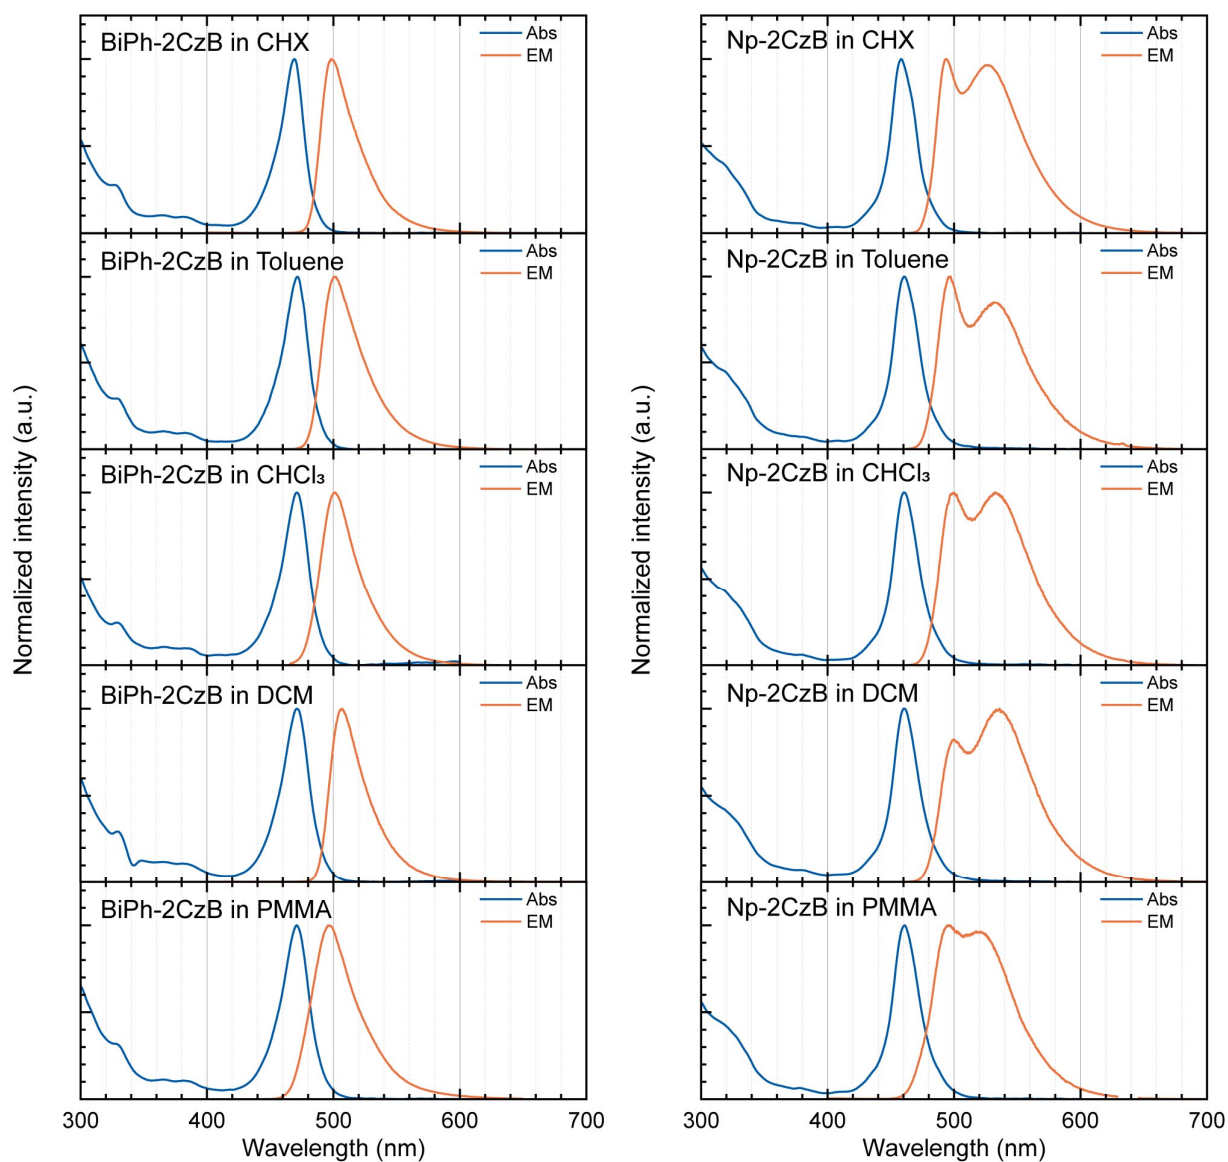 BiPh-2CzB in CHX
Abs
EM
BiPh-2CzB in Toluene
Abs
EM
BiPh-2CzB in CHCl₃
Abs
EM
BiPh-2CzB in DCM
Abs
EM
BiPh-2CzB in PMMA
Abs
EM
300 400 500 600 700
Wavelength (nm)
Normalized intensity (a.u.)
Np-2CzB in CHX
Abs
EM
Np-2CzB in Toluene
Abs
EM
Np-2CzB in CHCl₃
Abs
EM
Np-2CzB in DCM
Abs
EM
Np-2CzB in PMMA
Abs
EM
300 400 500 600 700
Wavelength (nm)
Normalized intensity (a.u.)